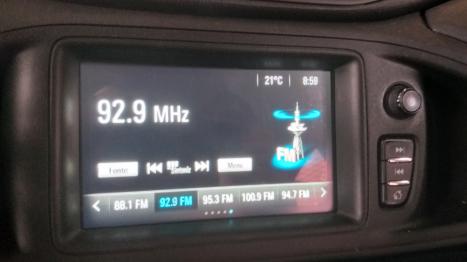 21°C 8:59
92.9 MHz
FM
Fonte Sintoniz Menu
88.1 FM 92.9 FM 95.3 FM 100.9 FM 94.7 FM